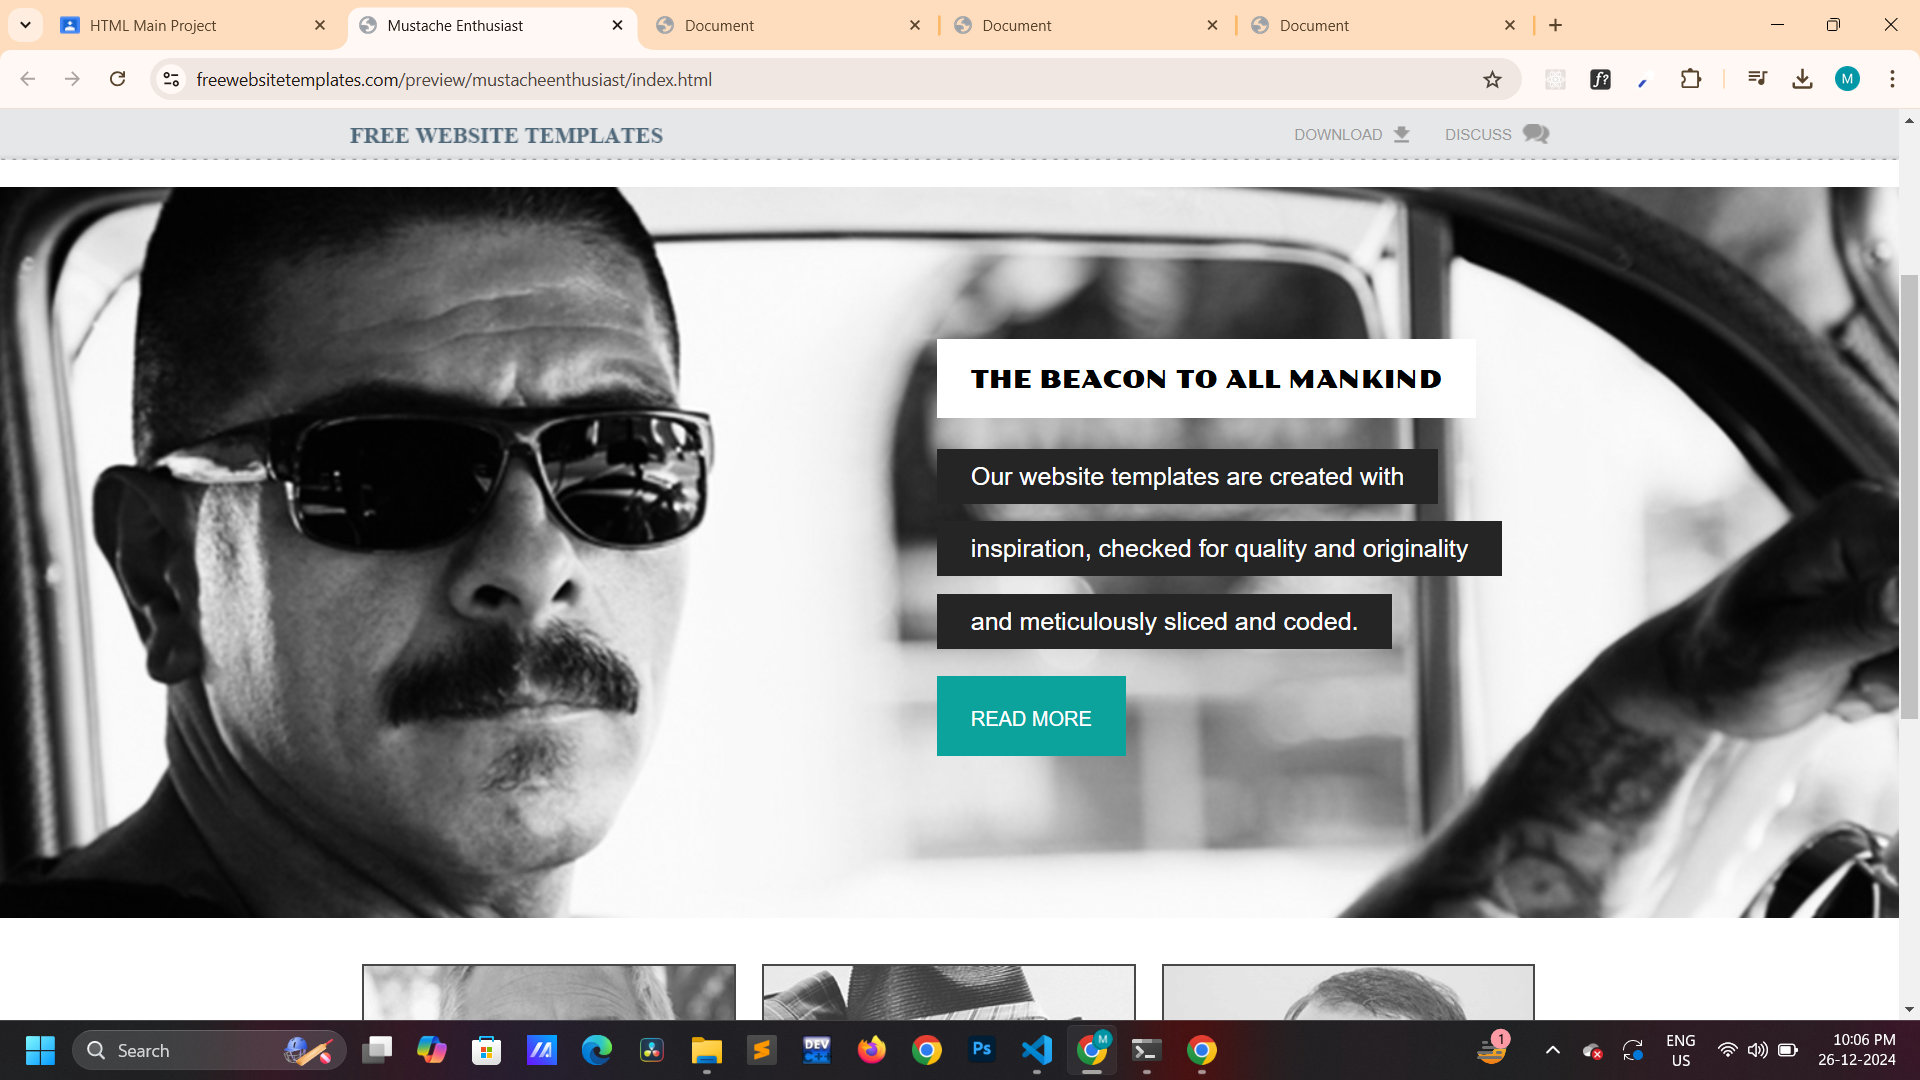 HTML Main Project
Mustache Enthusiast
Document
Document
Document
freewebsitetemplates.com/preview/mustacheenthusiast/index.html
f?
M
FREE WEBSITE TEMPLATES
DOWNLOAD
DISCUSS
THE BEACON TO ALL MANKIND
Our website templates are created with
inspiration, checked for quality and originality
and meticulously sliced and coded.
READ MORE
Search
DEV
Ps
M
1
ENG
US
10:06 PM
26-12-2024